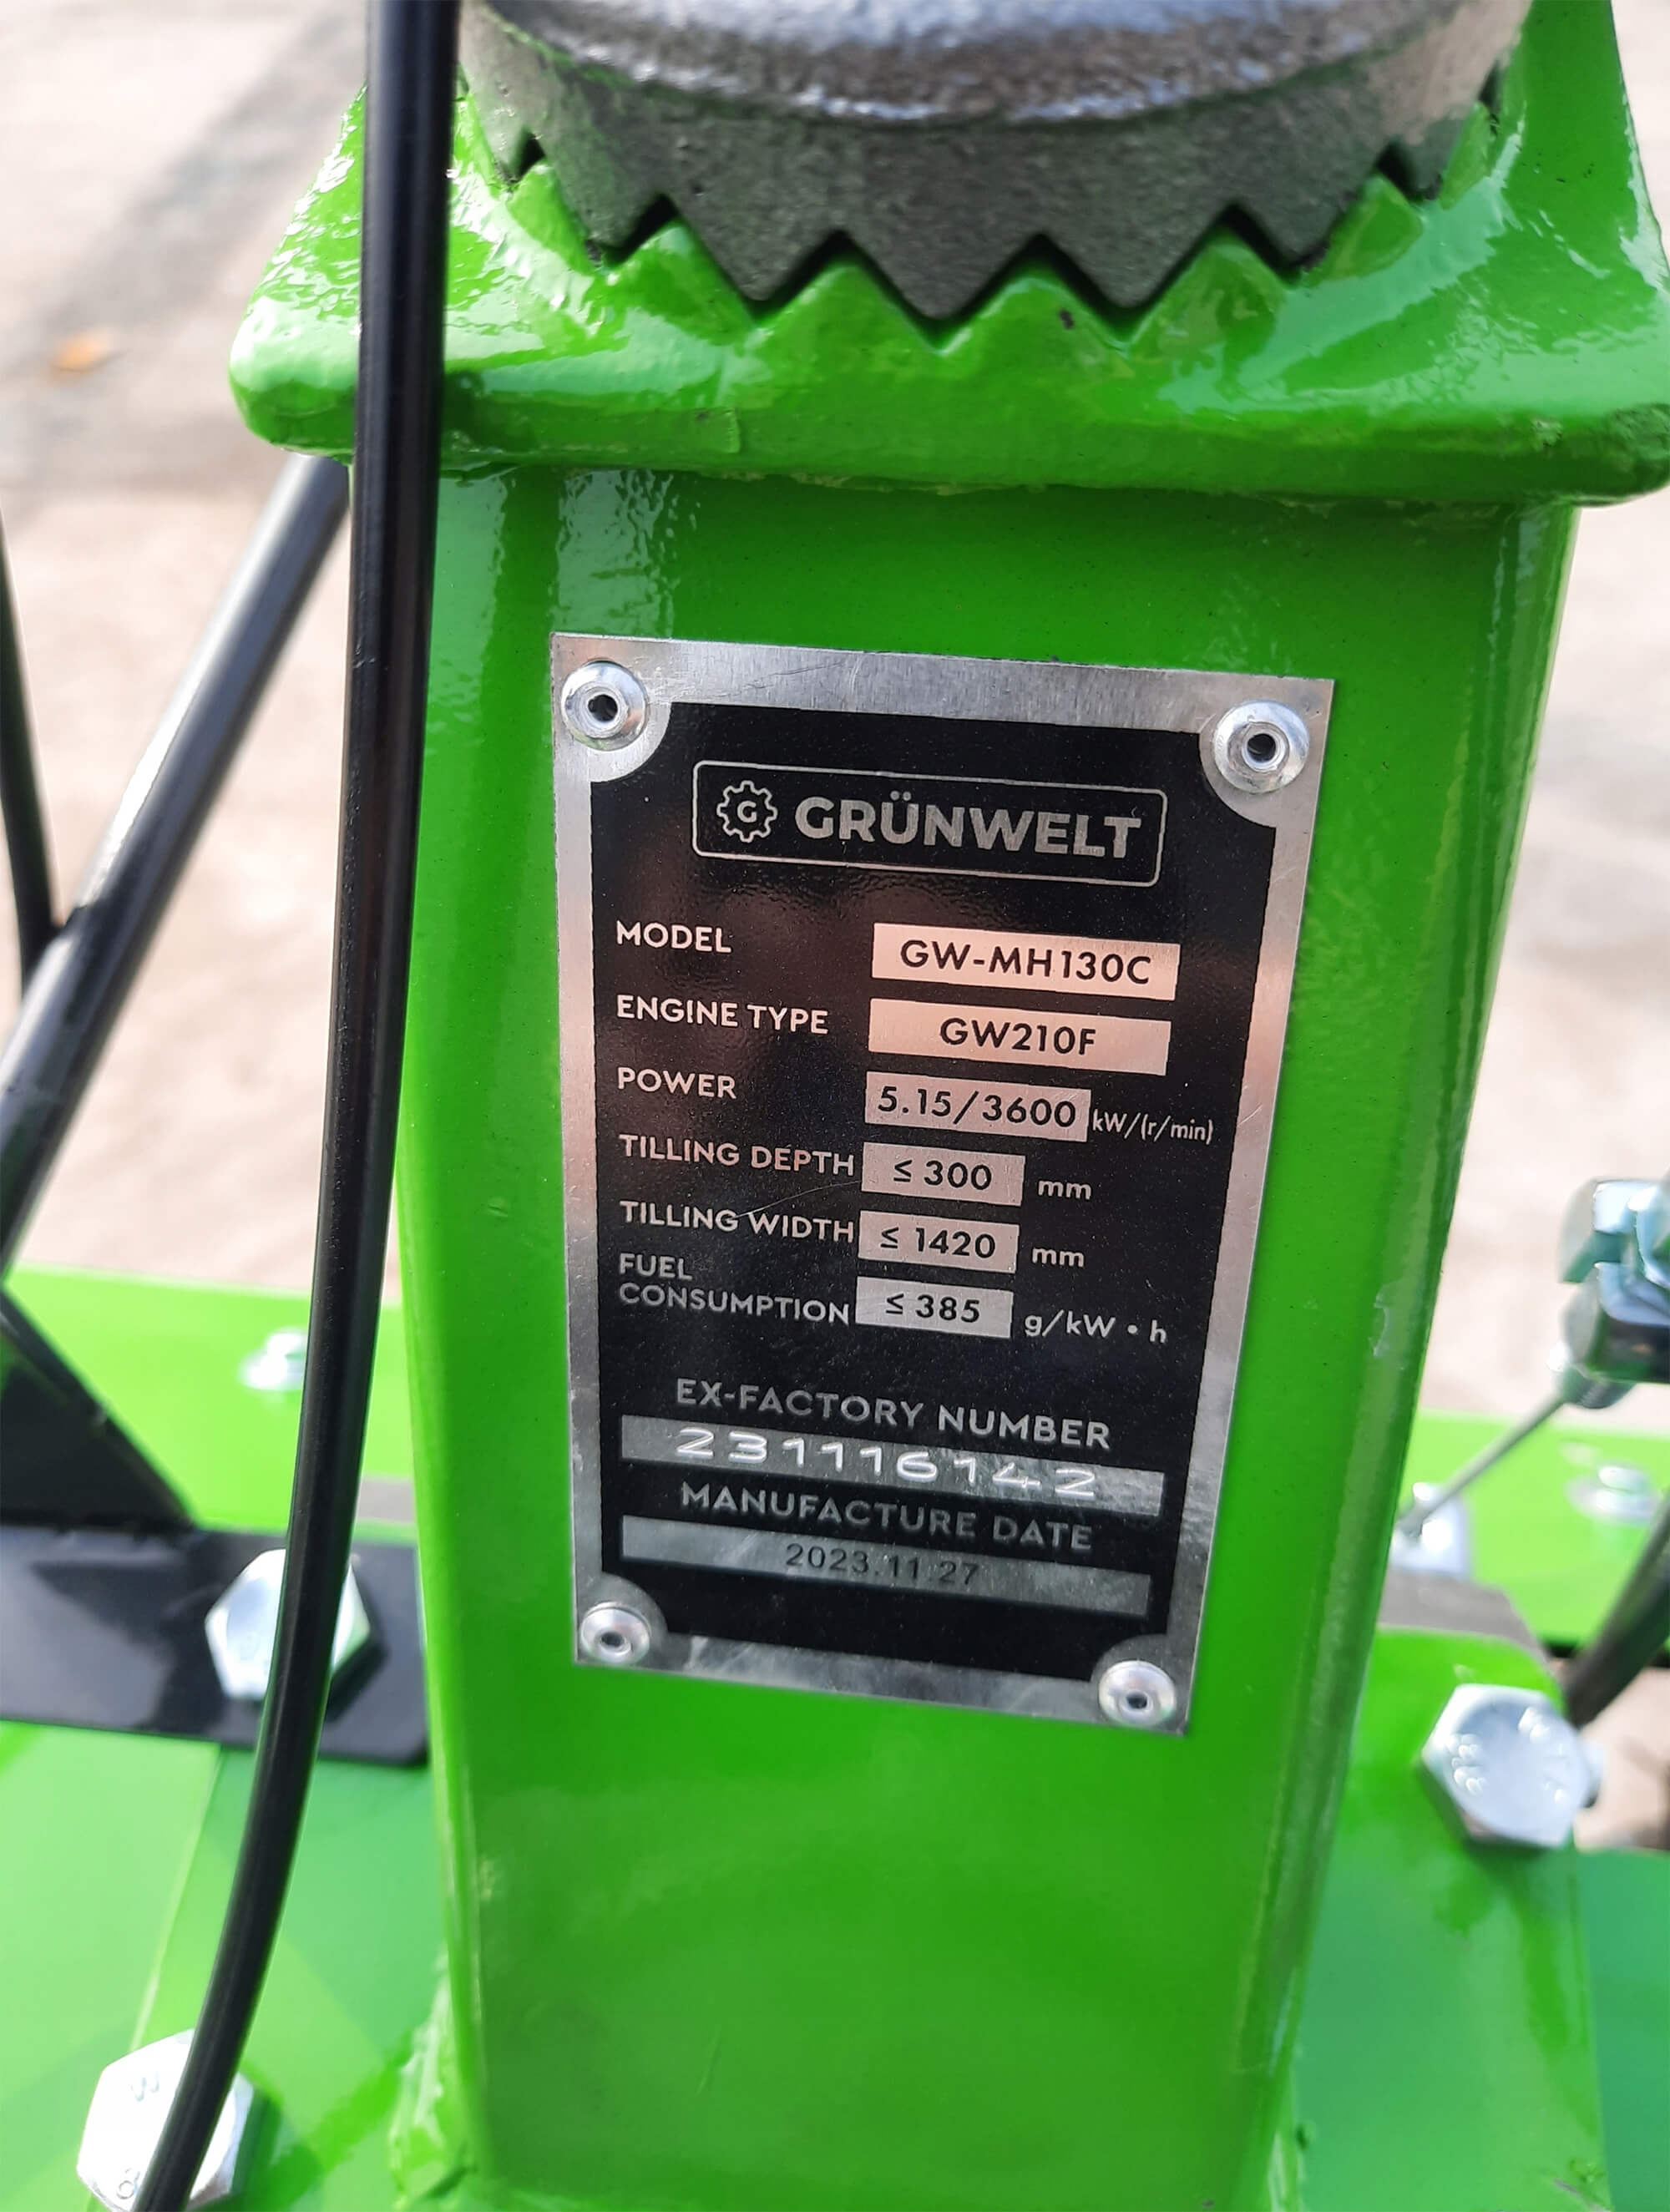 G GRÜNWELT
MODEL GW-MH130C
ENGINE TYPE GW210F
POWER 5.15/3600 kW/(r/min)
TILLING DEPTH ≤ 300 mm
TILLING WIDTH ≤ 1420 mm
FUEL
CONSUMPTION ≤ 385 g/kW • h
EX-FACTORY NUMBER
231116142
MANUFACTURE DATE
2023.11.27